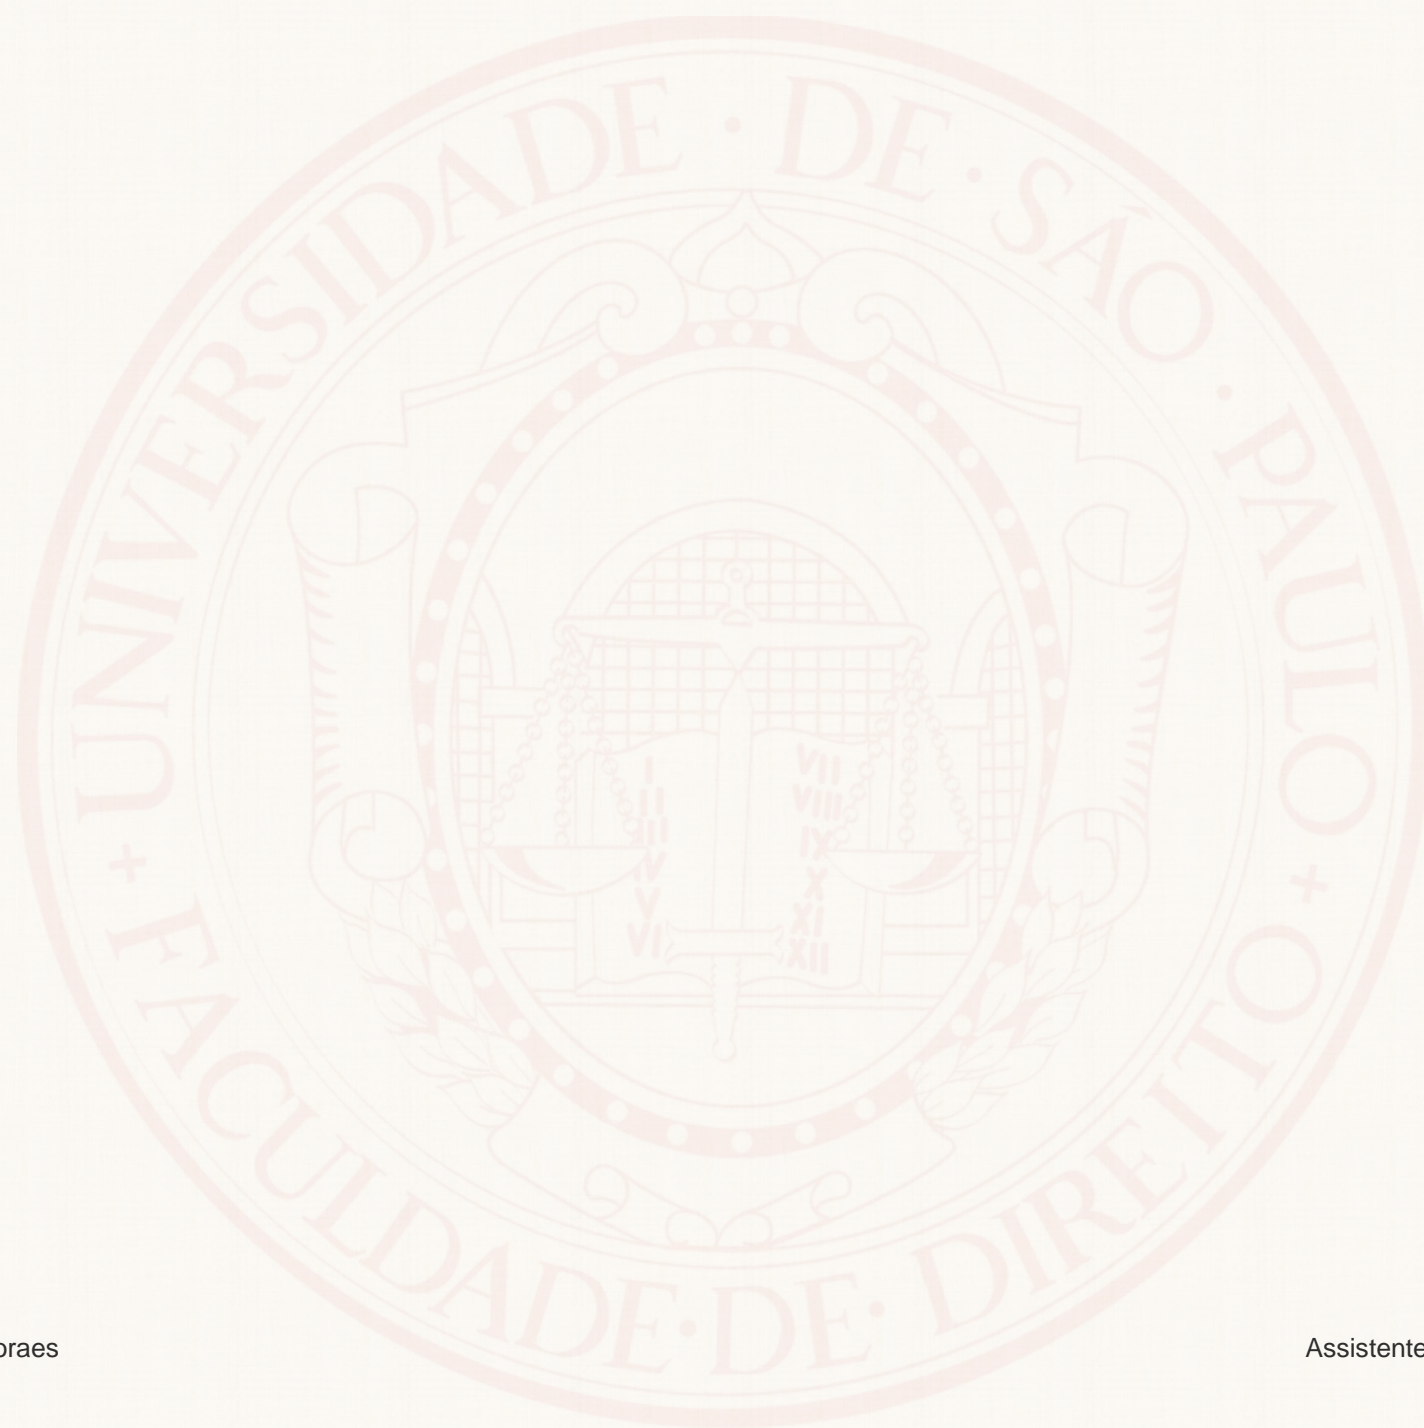 UNIVERSIDADE · DE · SÃO · PAULO
I
II
III
IV
V
VI
VII
VIII
IX
X
XI
XII
+ FACULDADE · DE · DIREITO +
oraes
Assistente